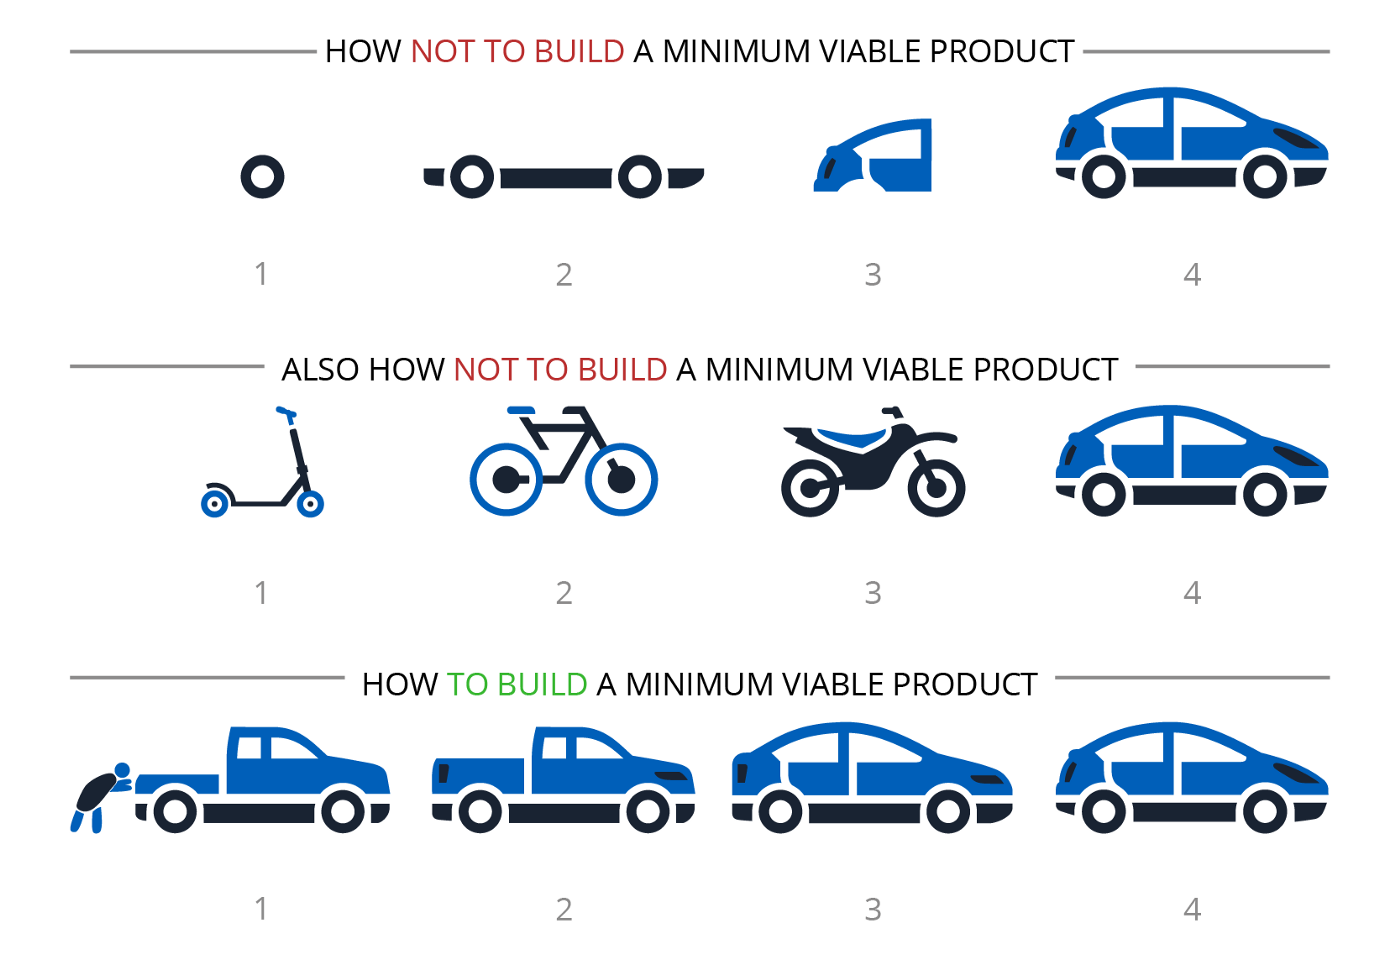 HOW NOT TO BUILD A MINIMUM VIABLE PRODUCT
1 2 3 4
ALSO HOW NOT TO BUILD A MINIMUM VIABLE PRODUCT
1 2 3 4
HOW TO BUILD A MINIMUM VIABLE PRODUCT
1 2 3 4